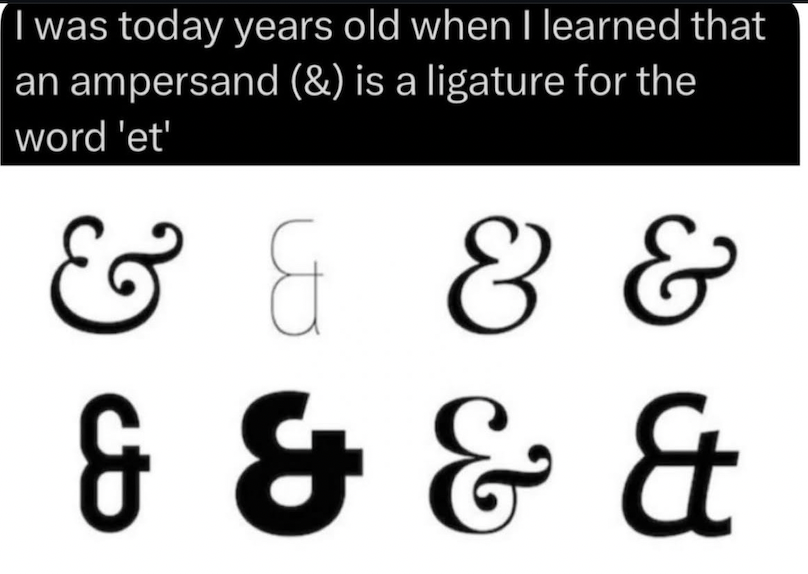 I was today years old when I learned that
an ampersand (&) is a ligature for the
word 'et'
& & & &
& & & &